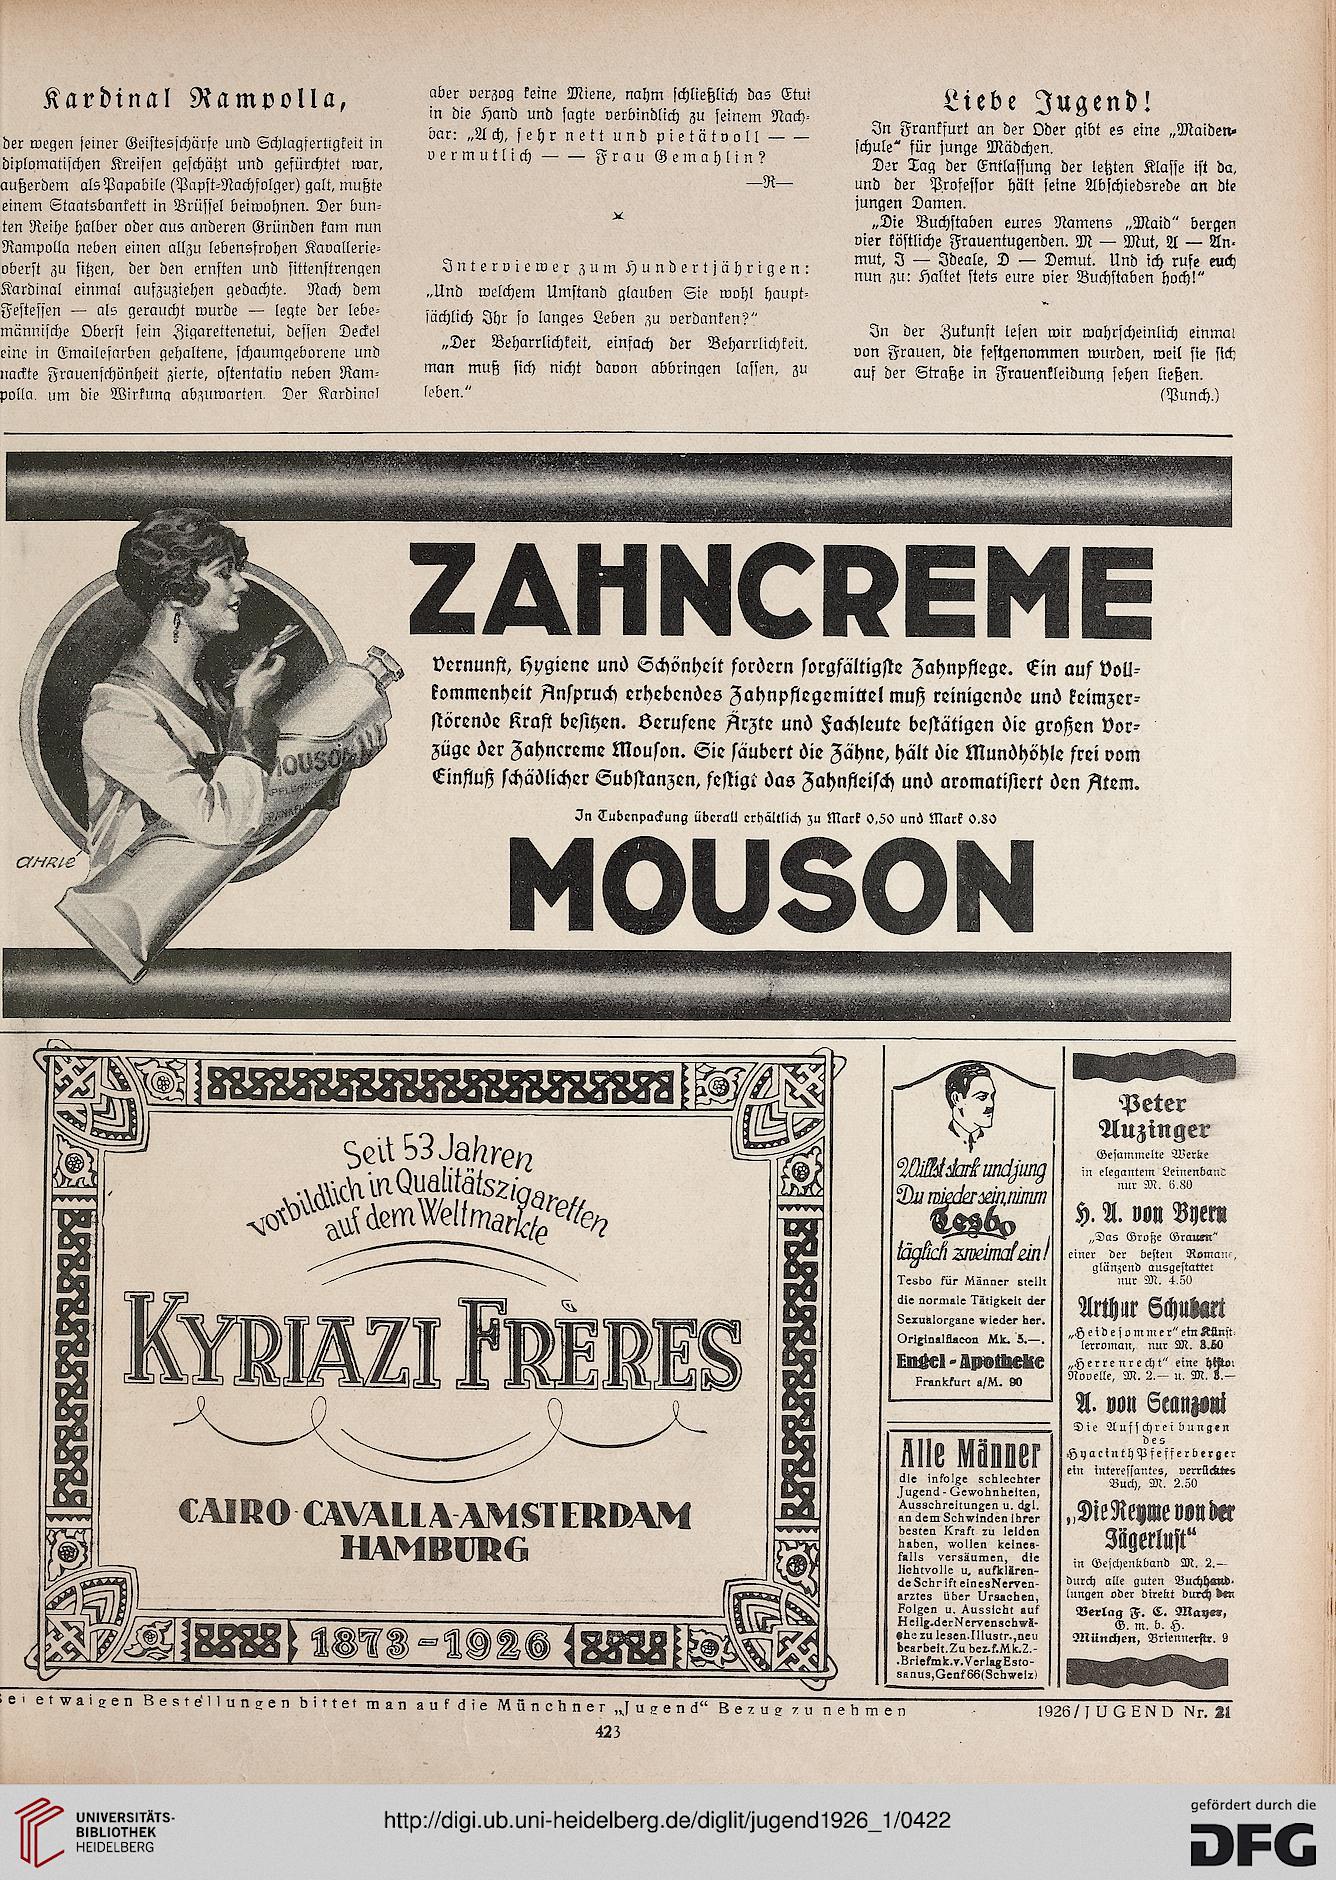 Kardinal Rampolla,
der wegen seiner Geistesschärfe und Schlagfertigkeit in
diplomatischen Kreisen geschätzt und gefürchtet war,
außerdem als Papabile (Papst-Nachfolger) galt, mußte
einem Staatsbankett in Brüssel beiwohnen. Der bun-
ten Reihe halber oder aus anderen Gründen kam nun
Rampolla neben einen allzu lebensfrohen Kavallerie-
oberst zu sitzen, der den ernsten und sittenstrengen
Kardinal einmal aufzuziehen gedachte. Nach dem
Festessen — als geraucht wurde — legte der lebe-
männische Oberst sein Zigarettenetui, dessen Deckel
eine in Emailefarben gehaltene, schaumgeborene und
nackte Frauenschönheit zierte, ostentativ neben Ram-
polla, um die Wirkung abzuwarten. Der Kardinal
aber verzog keine Miene, nahm schließlich das Etui
in die Hand und sagte verbindlich zu seinem Nach-
bar: „Ach, sehr nett und pietätvoll — —
vermutlich — — Frau Gemahlin?
—R—
Interviewer zum Hundertjährigen:
„Und welchem Umstand glauben Sie wohl haupt-
sächlich Ihr so langes Leben zu verdanken?"
„Der Beharrlichkeit, einfach der Beharrlichkeit.
man muß sich nicht davon abbringen lassen, zu
leben."
Liebe Jugend!
In Frankfurt an der Oder gibt es eine „Maiden-
schule" für junge Mädchen.
Der Tag der Entlassung der letzten Klasse ist da,
und der Professor hält seine Abschiedsrede an die
jungen Damen.
„Die Buchstaben eures Namens „Maid" bergen
vier köstliche Frauentugenden. M — Mut, A — An-
mut, I — Ideale, D — Demut. Und ich rufe euch
nun zu: Haltet stets eure vier Buchstaben hoch!"
In der Zukunft lesen wir wahrscheinlich einmal
von Frauen, die festgenommen wurden, weil sie sich
auf der Straße in Frauenkleidung sehen ließen.
(Punch.)
ZAHNCREME
Vernunft, Hygiene und Schönheit fordern sorgfältigste Zahnpflege. Ein auf Voll-
kommenheit Anspruch erhebendes Zahnpflegemittel muß reinigende und keimzer-
störende Kraft besitzen. Berufene Ärzte und Fachleute bestätigen die großen Vor-
züge der Zahncreme Mouson. Sie säubert die Zähne, hält die Mundhöhle frei vom
Einfluß schädlicher Substanzen, festigt das Zahnfleisch und aromatisiert den Atem.
In Tubenpackung überall erhältlich zu Mark 0,50 und Mark 0.80
MOUSON
MOUSON
AHRLÉ
Seit 53 Jahren
vorbildlich in Qualitätszigaretten
auf dem Weltmarkte
KYRIAZI FRÈRES
CAIRO-CAVALLA-AMSTERDAM
HAMBURG
1873-1926
Willst stark und jung
Du wieder sein, nimm
Tesbo
täglich zweimal ein!
Tesbo für Männer stellt
die normale Tätigkeit der
Sexualorgane wieder her.
Originalflacon Mk. 5.—.
Engel-Apotheke
Frankfurt a/M. 90
Alle Männer
die infolge schlechter
Jugend-Gewohnheiten,
Ausschreitungen u. dgl.
an dem Schwinden ihrer
besten Kraft zu leiden
haben, wollen keines-
falls versäumen, die
lichtvolle u. aufklären-
de Schrift eines Nerven-
arztes über Ursachen,
Folgen u. Aussicht auf
Heilg. der Nervenschwä-
che zu lesen. Illustr., neu
bearbeit. Zu bez. f. Mk. 2.-
. Briefmk. v. Verlag Esto-
sanus, Genf 66 (Schweiz)
Peter
Auzinger
Gesammelte Werke
in elegantem Leinenband
nur M. 6.80
H. A. von Byern
„Das Große Grauen"
einer der besten Romane,
glänzend ausgestattet
nur M. 4.50
Arthur Schubart
„Heidesommer" ein Künst-
lerroman, nur M. 3.50
„Herrenrecht" eine histor
Novelle, M. 2.— u. M. 3.—
A. von Scanzoni
Die Aufschreibungen
des
Hyacinth Pfefferberger
ein interessantes, verrücktes
Buch, M. 2.50
„Die Reyme von der
Jägerlust"
in Geschenkband M. 2.—
durch alle guten Buchhand-
lungen oder direkt durch den
Verlag F. C. Mayer,
G. m. b. H.
München, Briennerstr. 9
Bei etwaigen Bestellungen bittet man auf die Münchner „Jugend" Bezug zu nehmen
1926 / JUGEND Nr. 21
423
UNIVERSITÄTS-
BIBLIOTHEK
HEIDELBERG
http://digi.ub.uni-heidelberg.de/diglit/jugend1926_1/0422
gefördert durch die
DFG